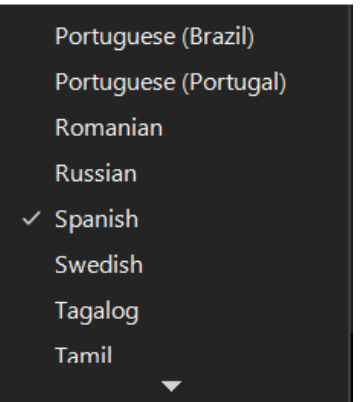 Portuguese (Brazil)
Portuguese (Portugal)
Romanian
Russian
Spanish
Swedish
Tagalog
Tamil